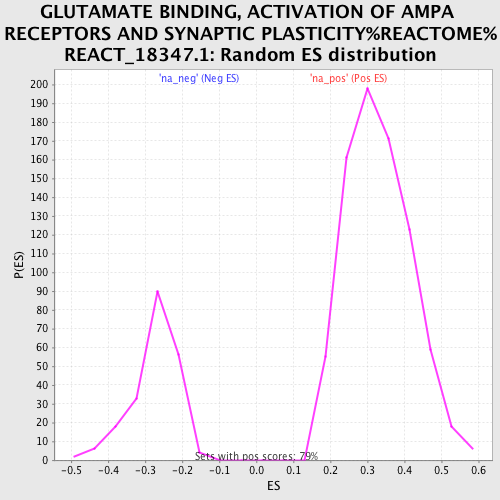 GLUTAMATE BINDING, ACTIVATION OF AMPA
RECEPTORS AND SYNAPTIC PLASTICITY%REACTOME%
REACT_18347.1: Random ES distribution
'na_neg' (Neg ES)
'na_pos' (Pos ES)
P(ES)
200
190
180
170
160
150
140
130
120
110
100
90
80
70
60
50
40
30
20
10
0
Sets with pos scores: 79%
-0.5 -0.4 -0.3 -0.2 -0.1 0.0 0.1 0.2 0.3 0.4 0.5 0.6
ES